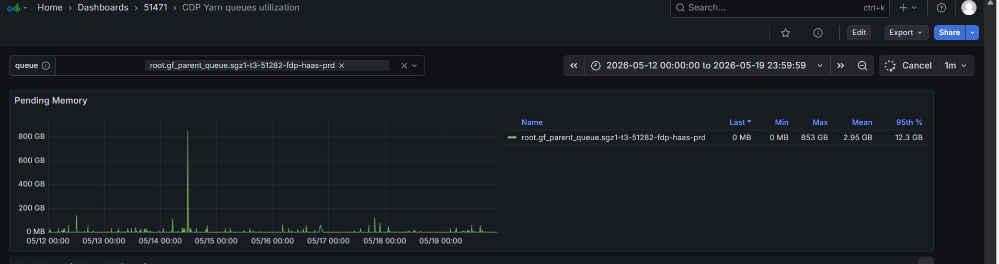 Home › Dashboards › 51471 › CDP Yarn queues utilization
Search... ctrl+k
Edit Export Share
queue root.gf_parent_queue.sgz1-t3-51282-fdp-haas-prd
2026-05-12 00:00:00 to 2026-05-19 23:59:59 Cancel 1m
Pending Memory
800 GB
600 GB
400 GB
200 GB
0 MB
05/12 00:00 05/13 00:00 05/14 00:00 05/15 00:00 05/16 00:00 05/17 00:00 05/18 00:00 05/19 00:00
Name Last * Min Max Mean 95th %
root.gf_parent_queue.sgz1-t3-51282-fdp-haas-prd 0 MB 0 MB 853 GB 2.95 GB 12.3 GB